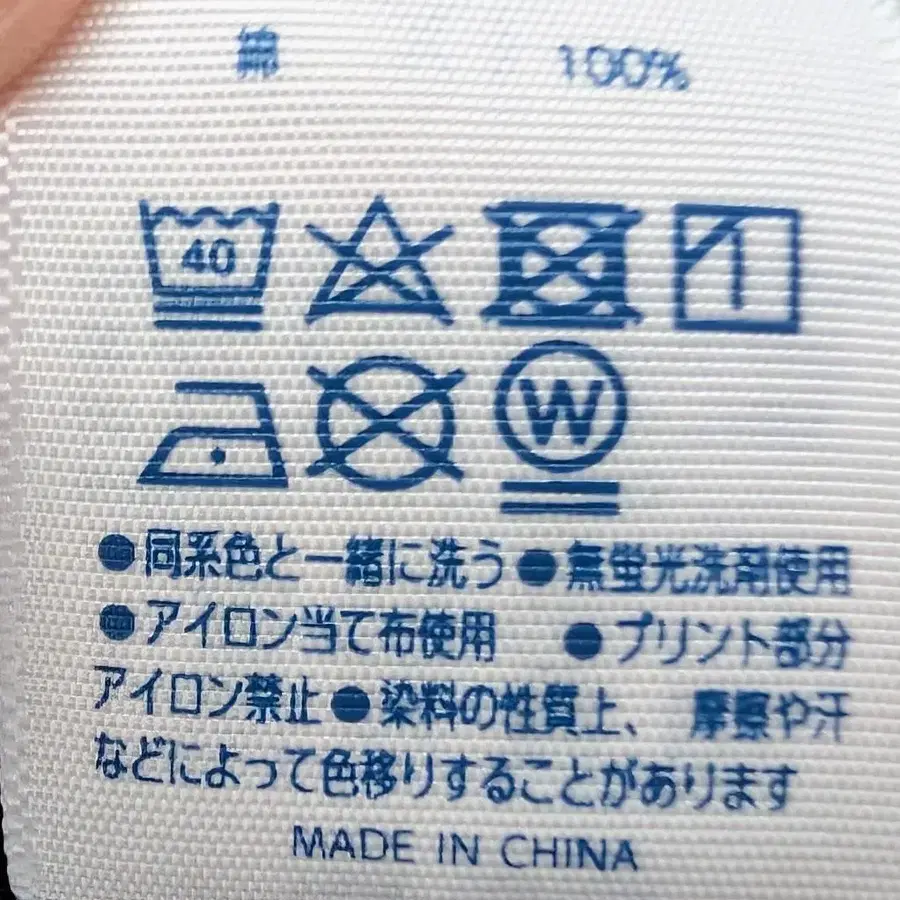 綿 100%
40
W
●同系色と一緒に洗う ●無蛍光洗剤使用
●アイロン当て布使用 ●プリント部分
アイロン禁止 ●染料の性質上、摩擦や汗
などによって色移りすることがあります
MADE IN CHINA